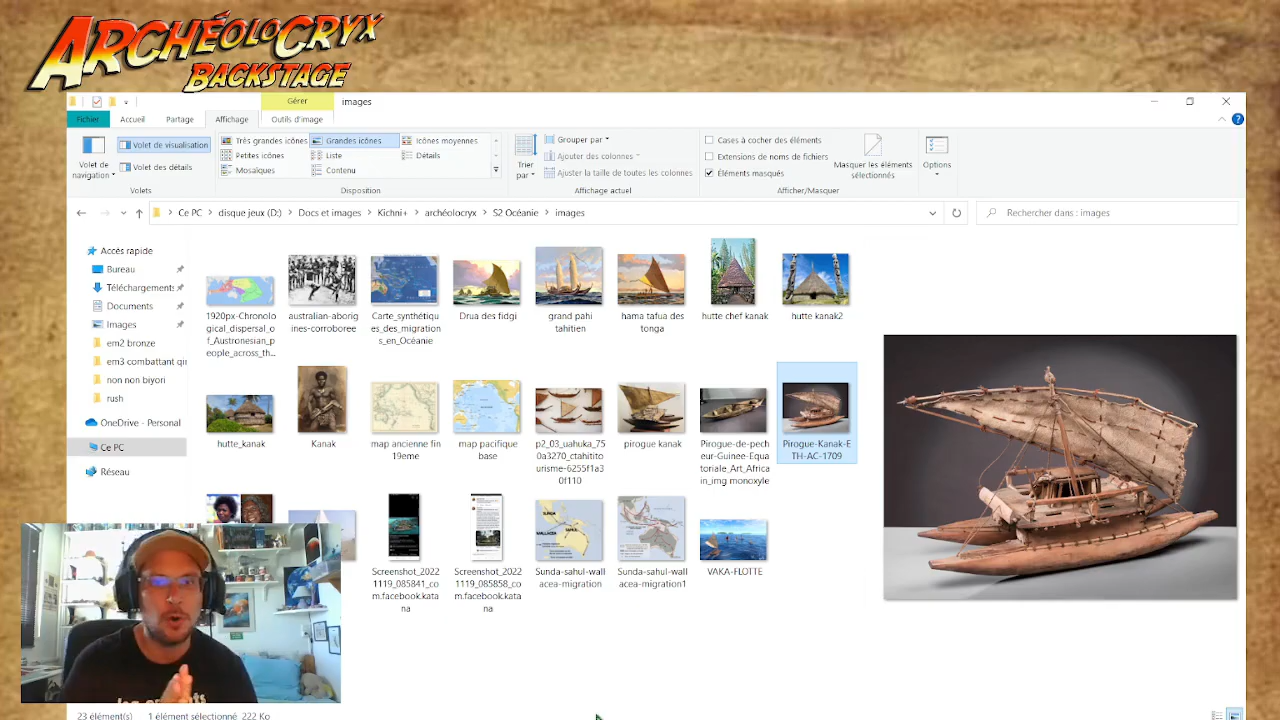 ARCHÉOLOCRYX
BACKSTAGE
Gérer
images
Fichier
Accueil
Partage
Affichage
Outils d'image
Volet de navigation
Volet de visualisation
Volet des détails
Volets
Très grandes icônes
Grandes icônes
Icônes moyennes
Petites icônes
Liste
Détails
Mosaïques
Contenu
Disposition
Trier par
Grouper par
Ajouter des colonnes
Ajuster la taille de toutes les colonnes
Affichage actuel
Cases à cocher des éléments
Extensions de noms de fichiers
Éléments masqués
Masquer les éléments sélectionnés
Afficher/Masquer
Options
Ce PC > disque jeux (D:) > Docs et images > Kichni+ > archéolocryx > S2 Océanie > images
Rechercher dans : images
Accès rapide
Bureau
Téléchargements
Documents
Images
em2 bronze
em3 combattant qir
non non biyori
rush
OneDrive - Personal
Ce PC
Réseau
1920px-Chronological_dispersal_of_Austronesian_people_across_th...
australian-aborigines-corroboree
Carte_synthétiques_des_migrations_en_Océanie
Drua des fidgi
grand pahi tahitien
hama tafua des tonga
hutte chef kanak
hutte kanak2
hutte_kanak
Kanak
map ancienne fin 19eme
map pacifique base
p2_03_uahuka_750a3270_ctahititourisme-6255f1a30f110
pirogue kanak
Pirogue-de-pecheur-Guinee-Equatoriale_Art_Africain_img monoxyle
Pirogue-Kanak-ETH-AC-1709
Screenshot_20221119_085841_com.facebook.katana
Screenshot_20221119_085858_com.facebook.katana
SUNDA
WALLACEA
SAHUL
Sunda-sahul-wallacea-migration
Sunda-sahul-wallacea-migration1
VAKA-FLOTTE
23 élément(s)
1 élément sélectionné 222 Ko